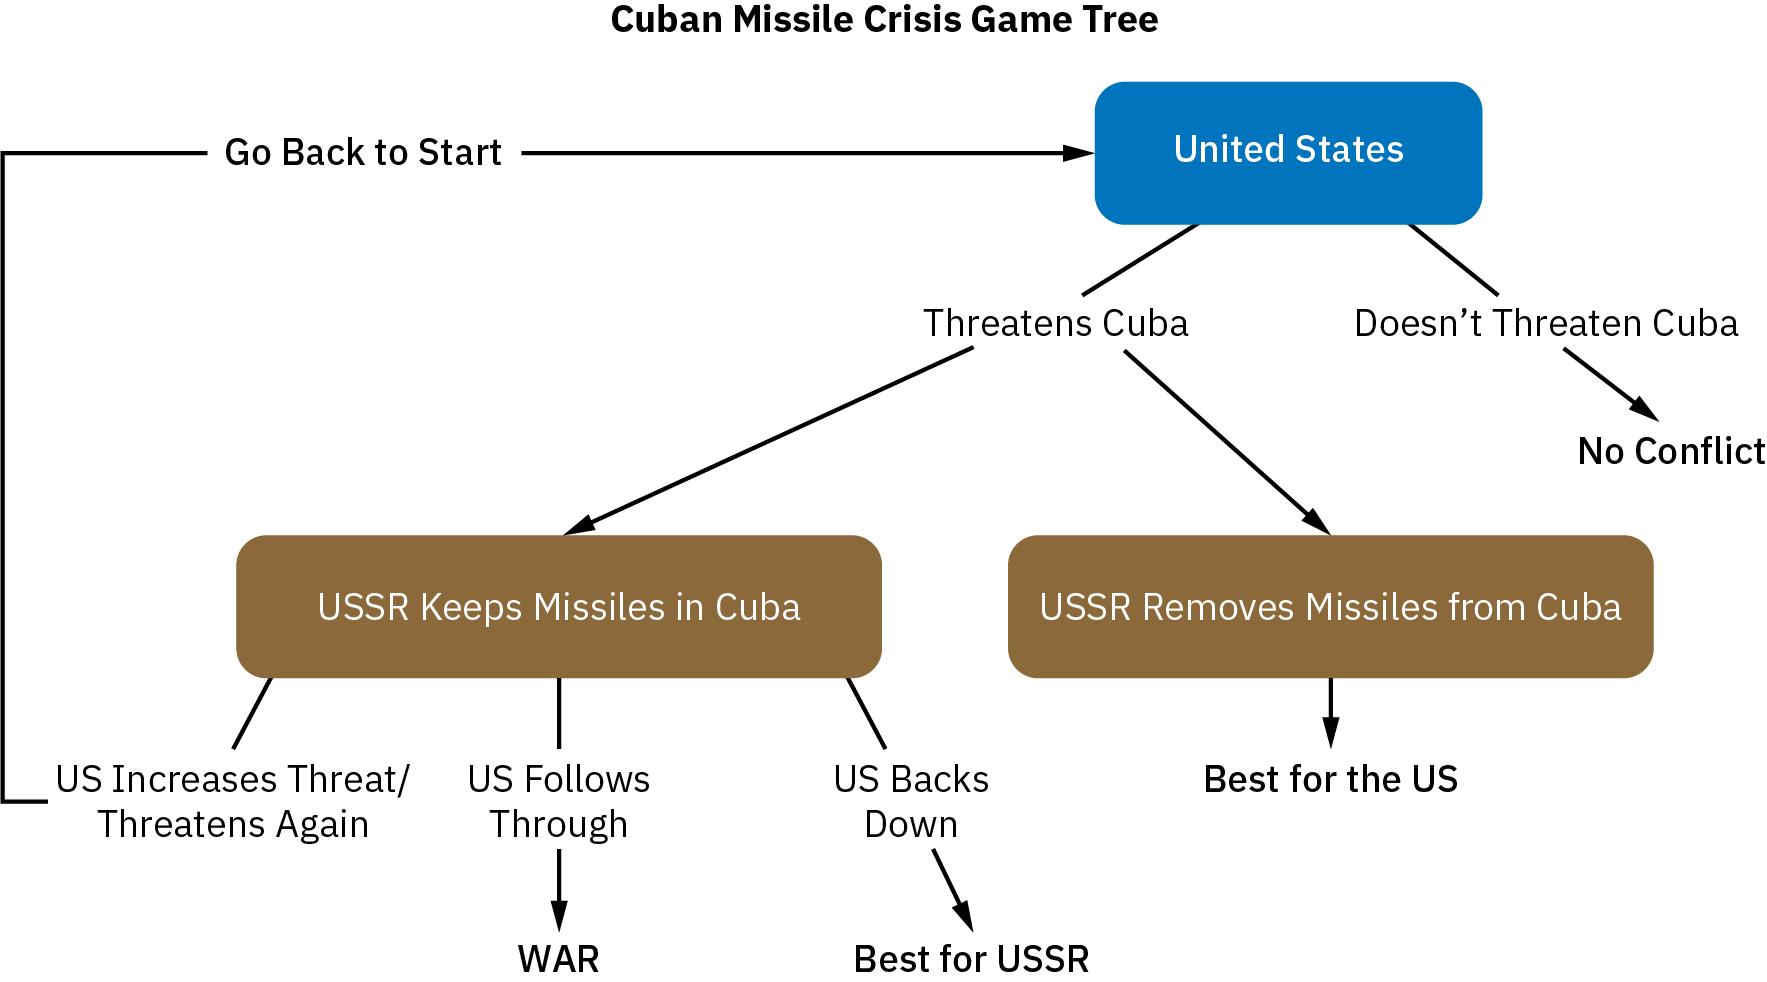 Cuban Missile Crisis Game Tree
Go Back to Start
United States
Threatens Cuba
Doesn’t Threaten Cuba
No Conflict
USSR Keeps Missiles in Cuba
USSR Removes Missiles from Cuba
US Increases Threat/
Threatens Again
US Follows
Through
US Backs
Down
Best for the US
WAR
Best for USSR